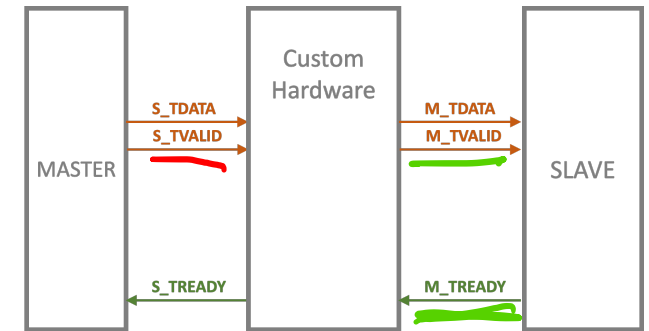 Custom
Hardware
S_TDATA
M_TDATA
S_TVALID
M_TVALID
MASTER
SLAVE
S_TREADY
M_TREADY